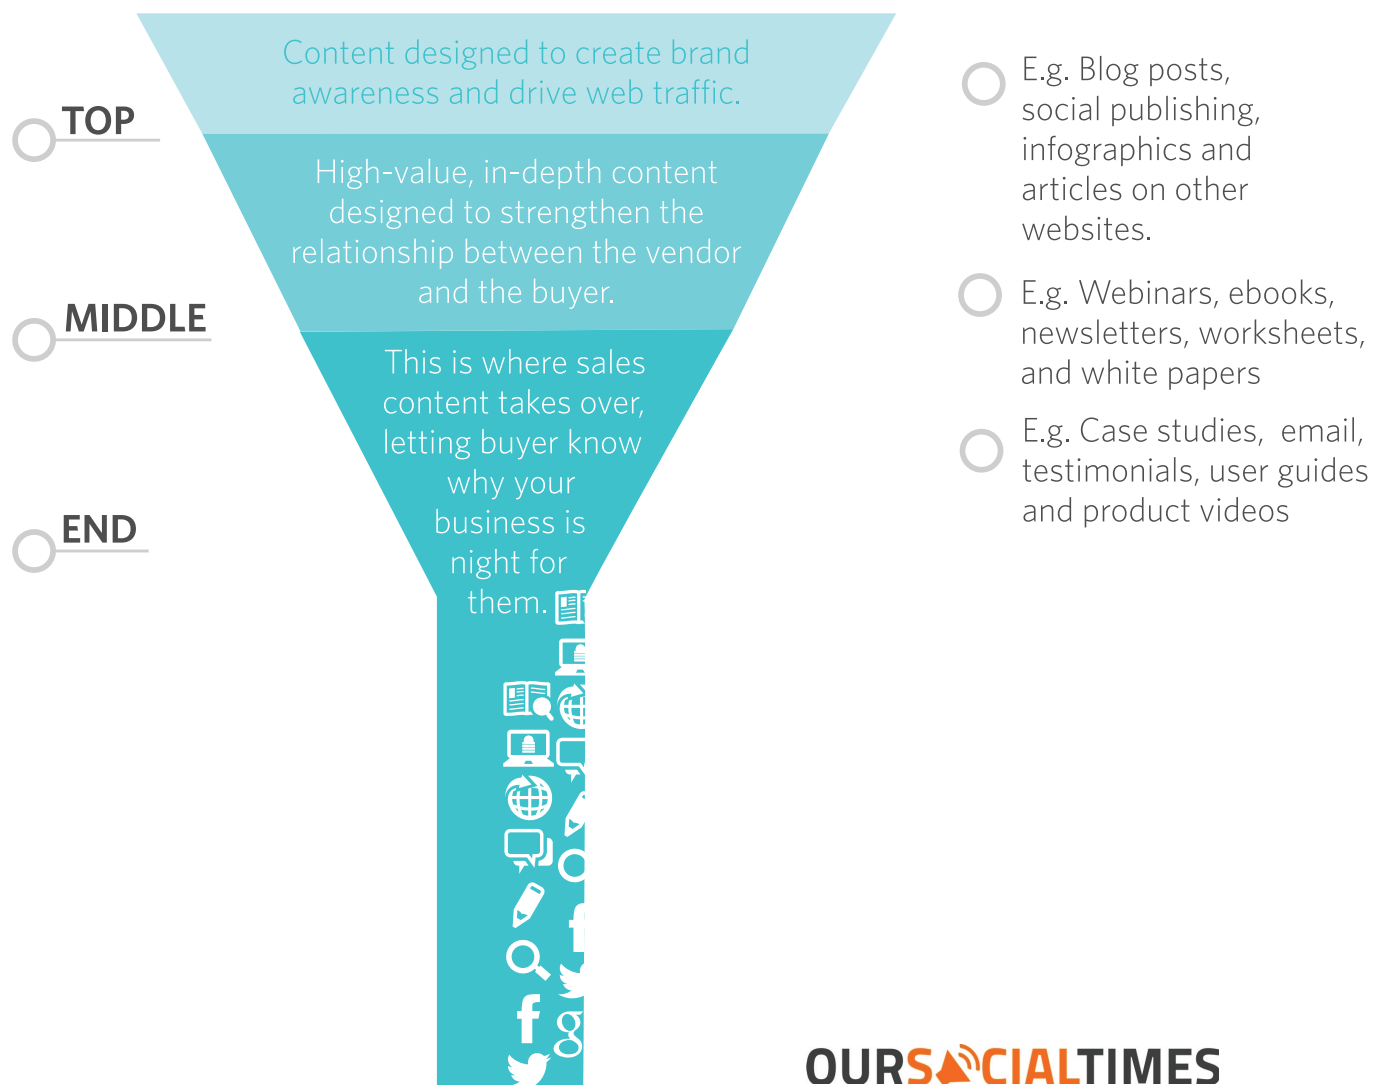 Content designed to create brand
awareness and drive web traffic.
TOP
High-value, in-depth content
designed to strengthen the
relationship between the vendor
and the buyer.
MIDDLE
This is where sales
content takes over,
letting buyer know
why your
business is
night for
them.
END
E.g. Blog posts,
social publishing,
infographics and
articles on other
websites.
E.g. Webinars, ebooks,
newsletters, worksheets,
and white papers
E.g. Case studies, email,
testimonials, user guides
and product videos
OURSOCIALTIMES